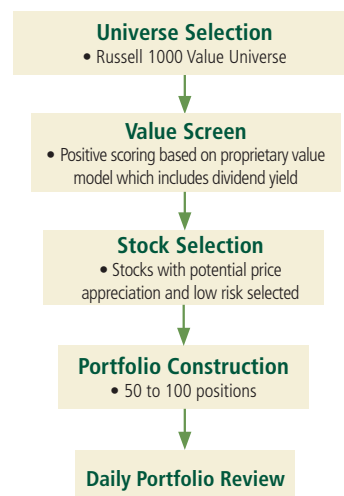 Universe Selection
• Russell 1000 Value Universe
Value Screen
• Positive scoring based on proprietary value
model which includes dividend yield
Stock Selection
• Stocks with potential price
appreciation and low risk selected
Portfolio Construction
• 50 to 100 positions
Daily Portfolio Review